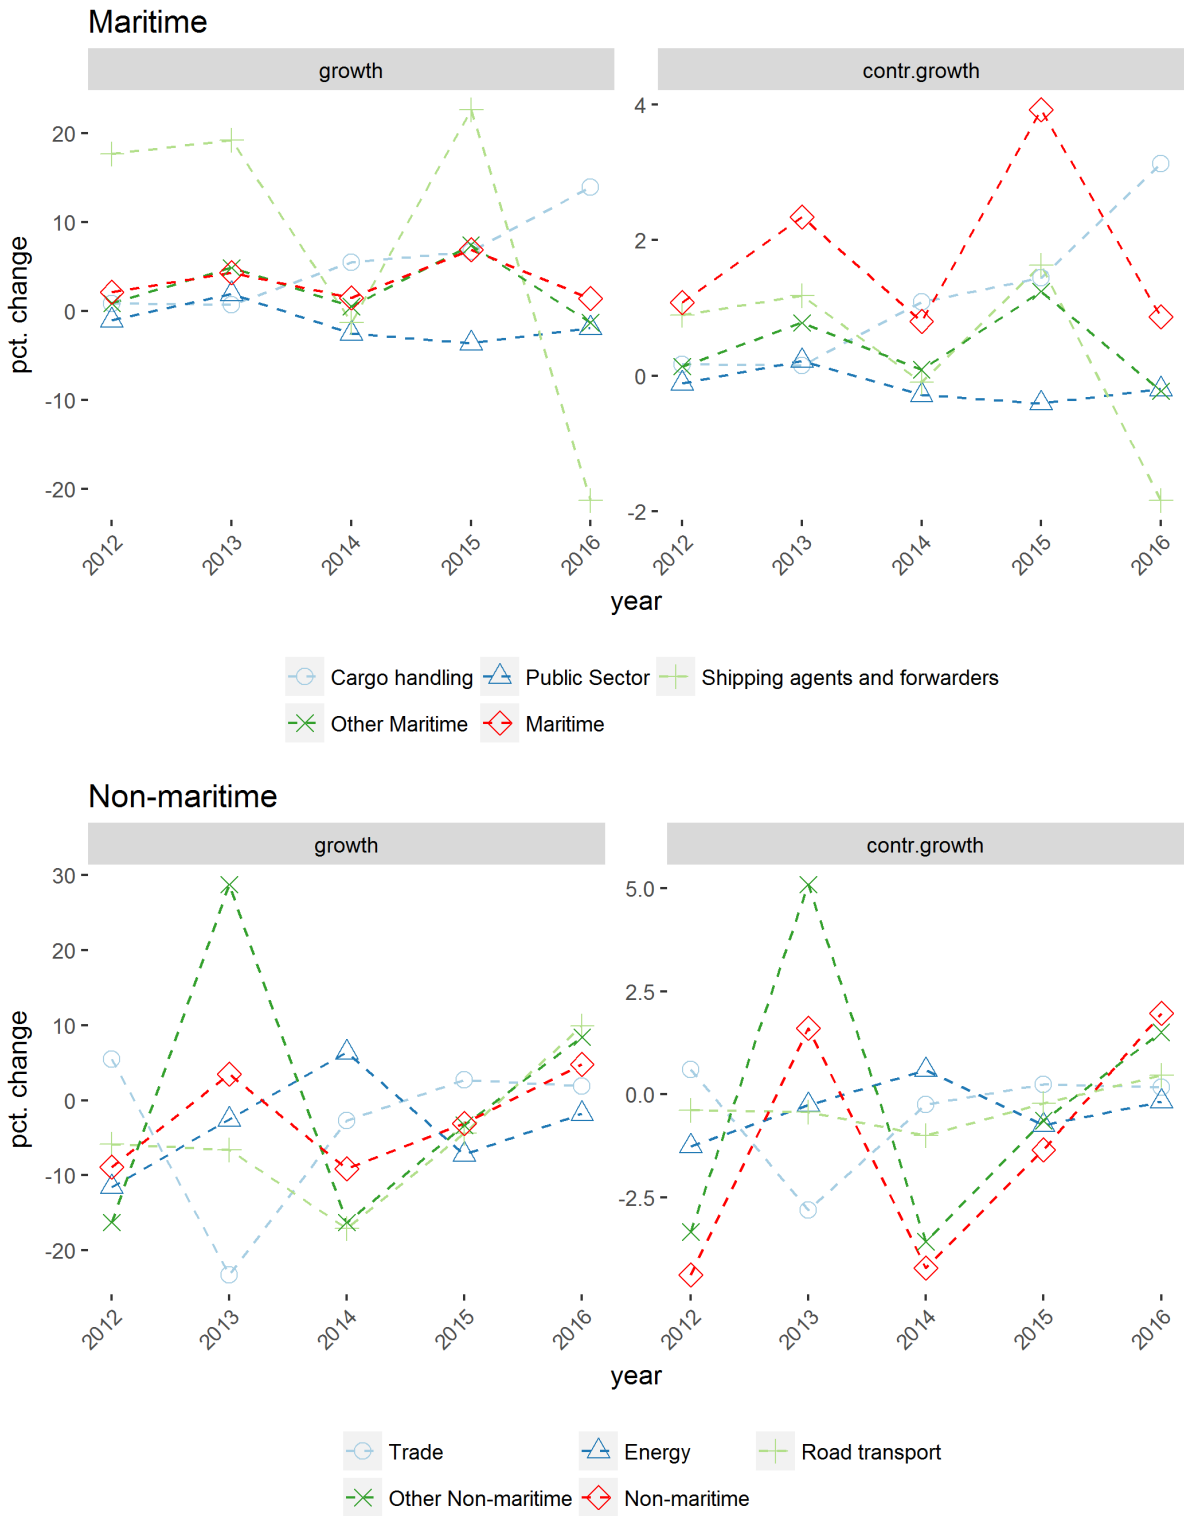 Maritime
growth
contr.growth
pct. change
20
10
0
-10
-20
4
2
0
-2
2012
2013
2014
2015
2016
2012
2013
2014
2015
2016
year
Cargo handling
Public Sector
Shipping agents and forwarders
Other Maritime
Maritime
Non-maritime
growth
contr.growth
pct. change
30
20
10
0
-10
-20
5.0
2.5
0.0
-2.5
2012
2013
2014
2015
2016
2012
2013
2014
2015
2016
year
Trade
Energy
Road transport
Other Non-maritime
Non-maritime